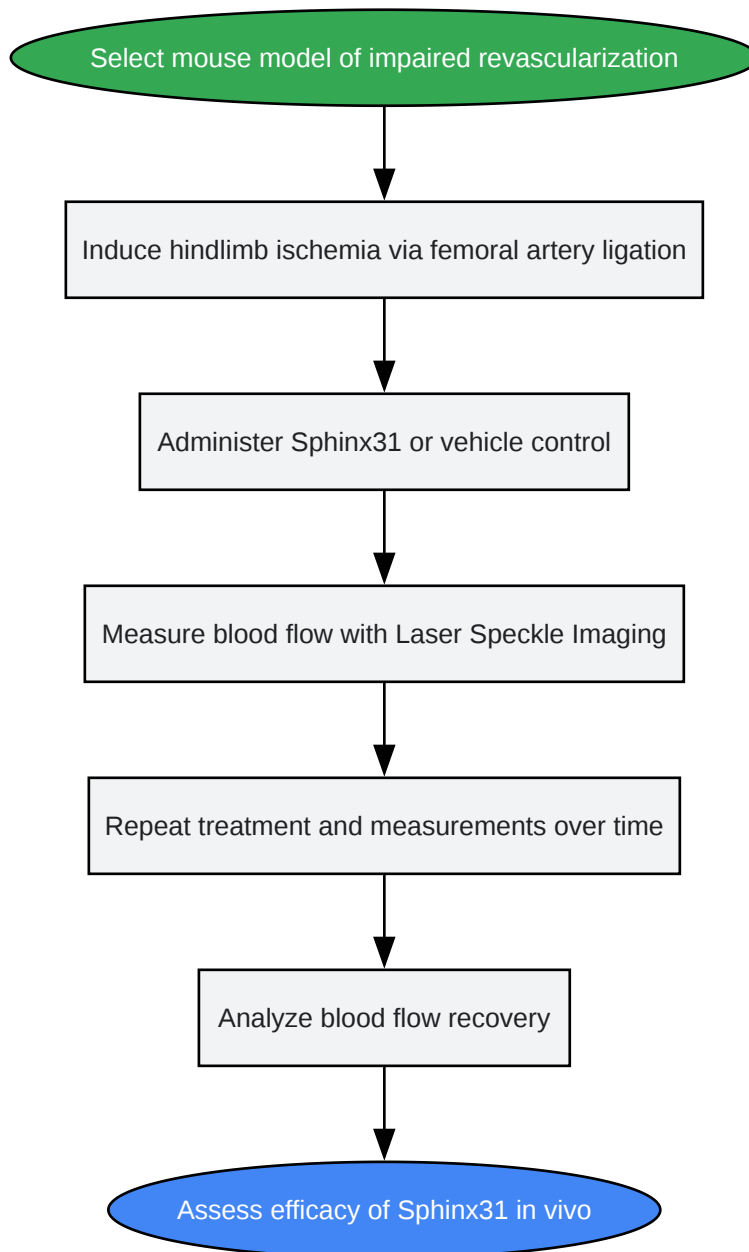 Select mouse model of impaired revascularization
Induce hindlimb ischemia via femoral artery ligation
Administer Sphinx31 or vehicle control
Measure blood flow with Laser Speckle Imaging
Repeat treatment and measurements over time
Analyze blood flow recovery
Assess efficacy of Sphinx31 in vivo